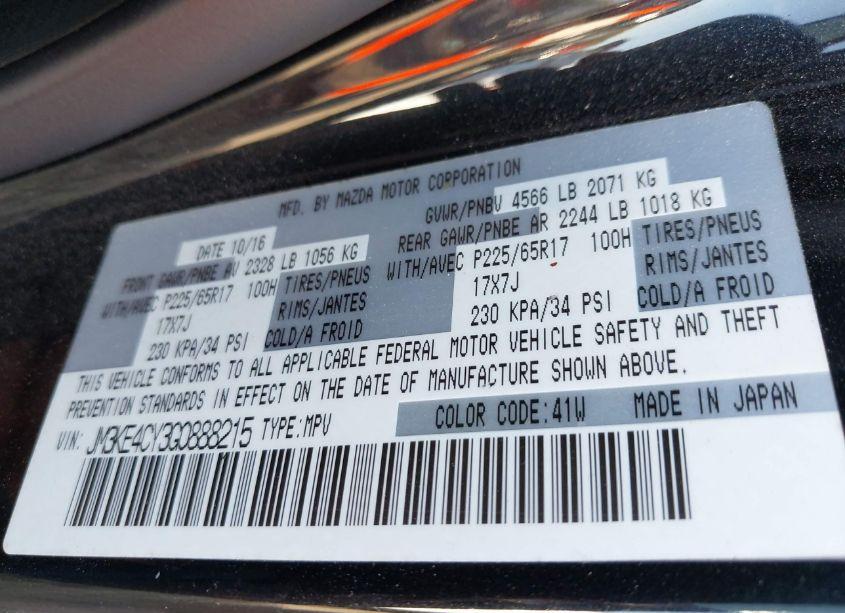 MFD. BY MAZDA MOTOR CORPORATION
DATE 10/16 GVWR/PNBV 4566 LB 2071 KG
FRONT GAWR/PNBE AV 2328 LB 1056 KG REAR GAWR/PNBE AR 2244 LB 1018 KG
WITH/AVEC P225/65R17 100H TIRES/PNEUS WITH/AVEC P225/65R17 100H TIRES/PNEUS
17X7J RIMS/JANTES 17X7J RIMS/JANTES
230 KPA/34 PSI COLD/A FROID 230 KPA/34 PSI COLD/A FROID
THIS VEHICLE CONFORMS TO ALL APPLICABLE FEDERAL MOTOR VEHICLE SAFETY AND THEFT
PREVENTION STANDARDS IN EFFECT ON THE DATE OF MANUFACTURE SHOWN ABOVE.
VIN: JM3KE4CY3G0888215 TYPE:MPV COLOR CODE:41W MADE IN JAPAN